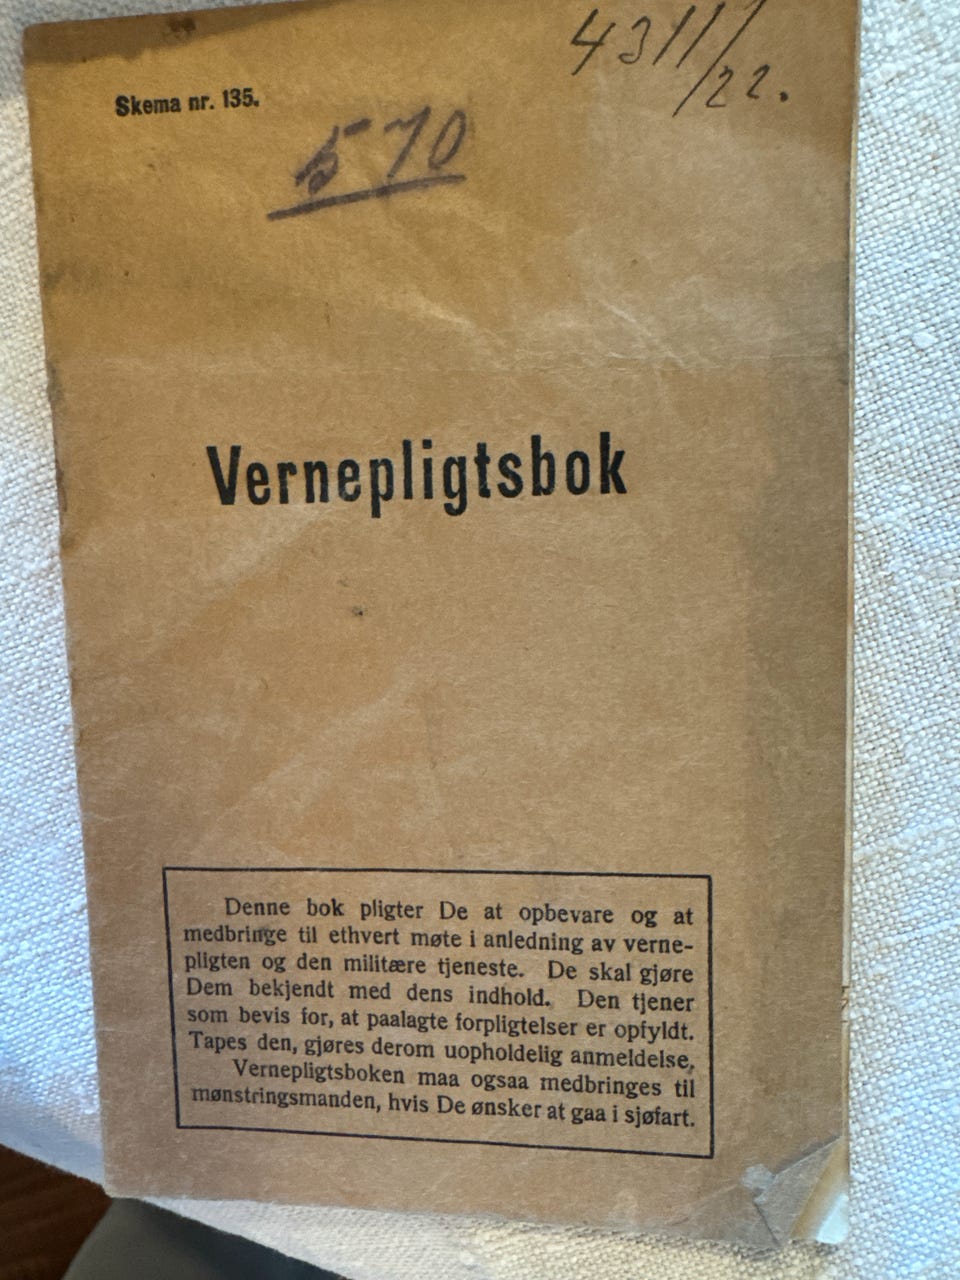 4311/22.
Skema nr. 135.
570
Vernepligtsbok
Denne bok pligter De at opbevare og at
medbringe til ethvert møte i anledning av verne-
pligten og den militære tjeneste. De skal gjøre
Dem bekjendt med dens indhold. Den tjener
som bevis for, at paalagte forpligtelser er opfyldt.
Tapes den, gjøres derom uopholdelig anmeldelse.
Vernepligtsboken maa ogsaa medbringes til
mønstringsmanden, hvis De ønsker at gaa i sjøfart.